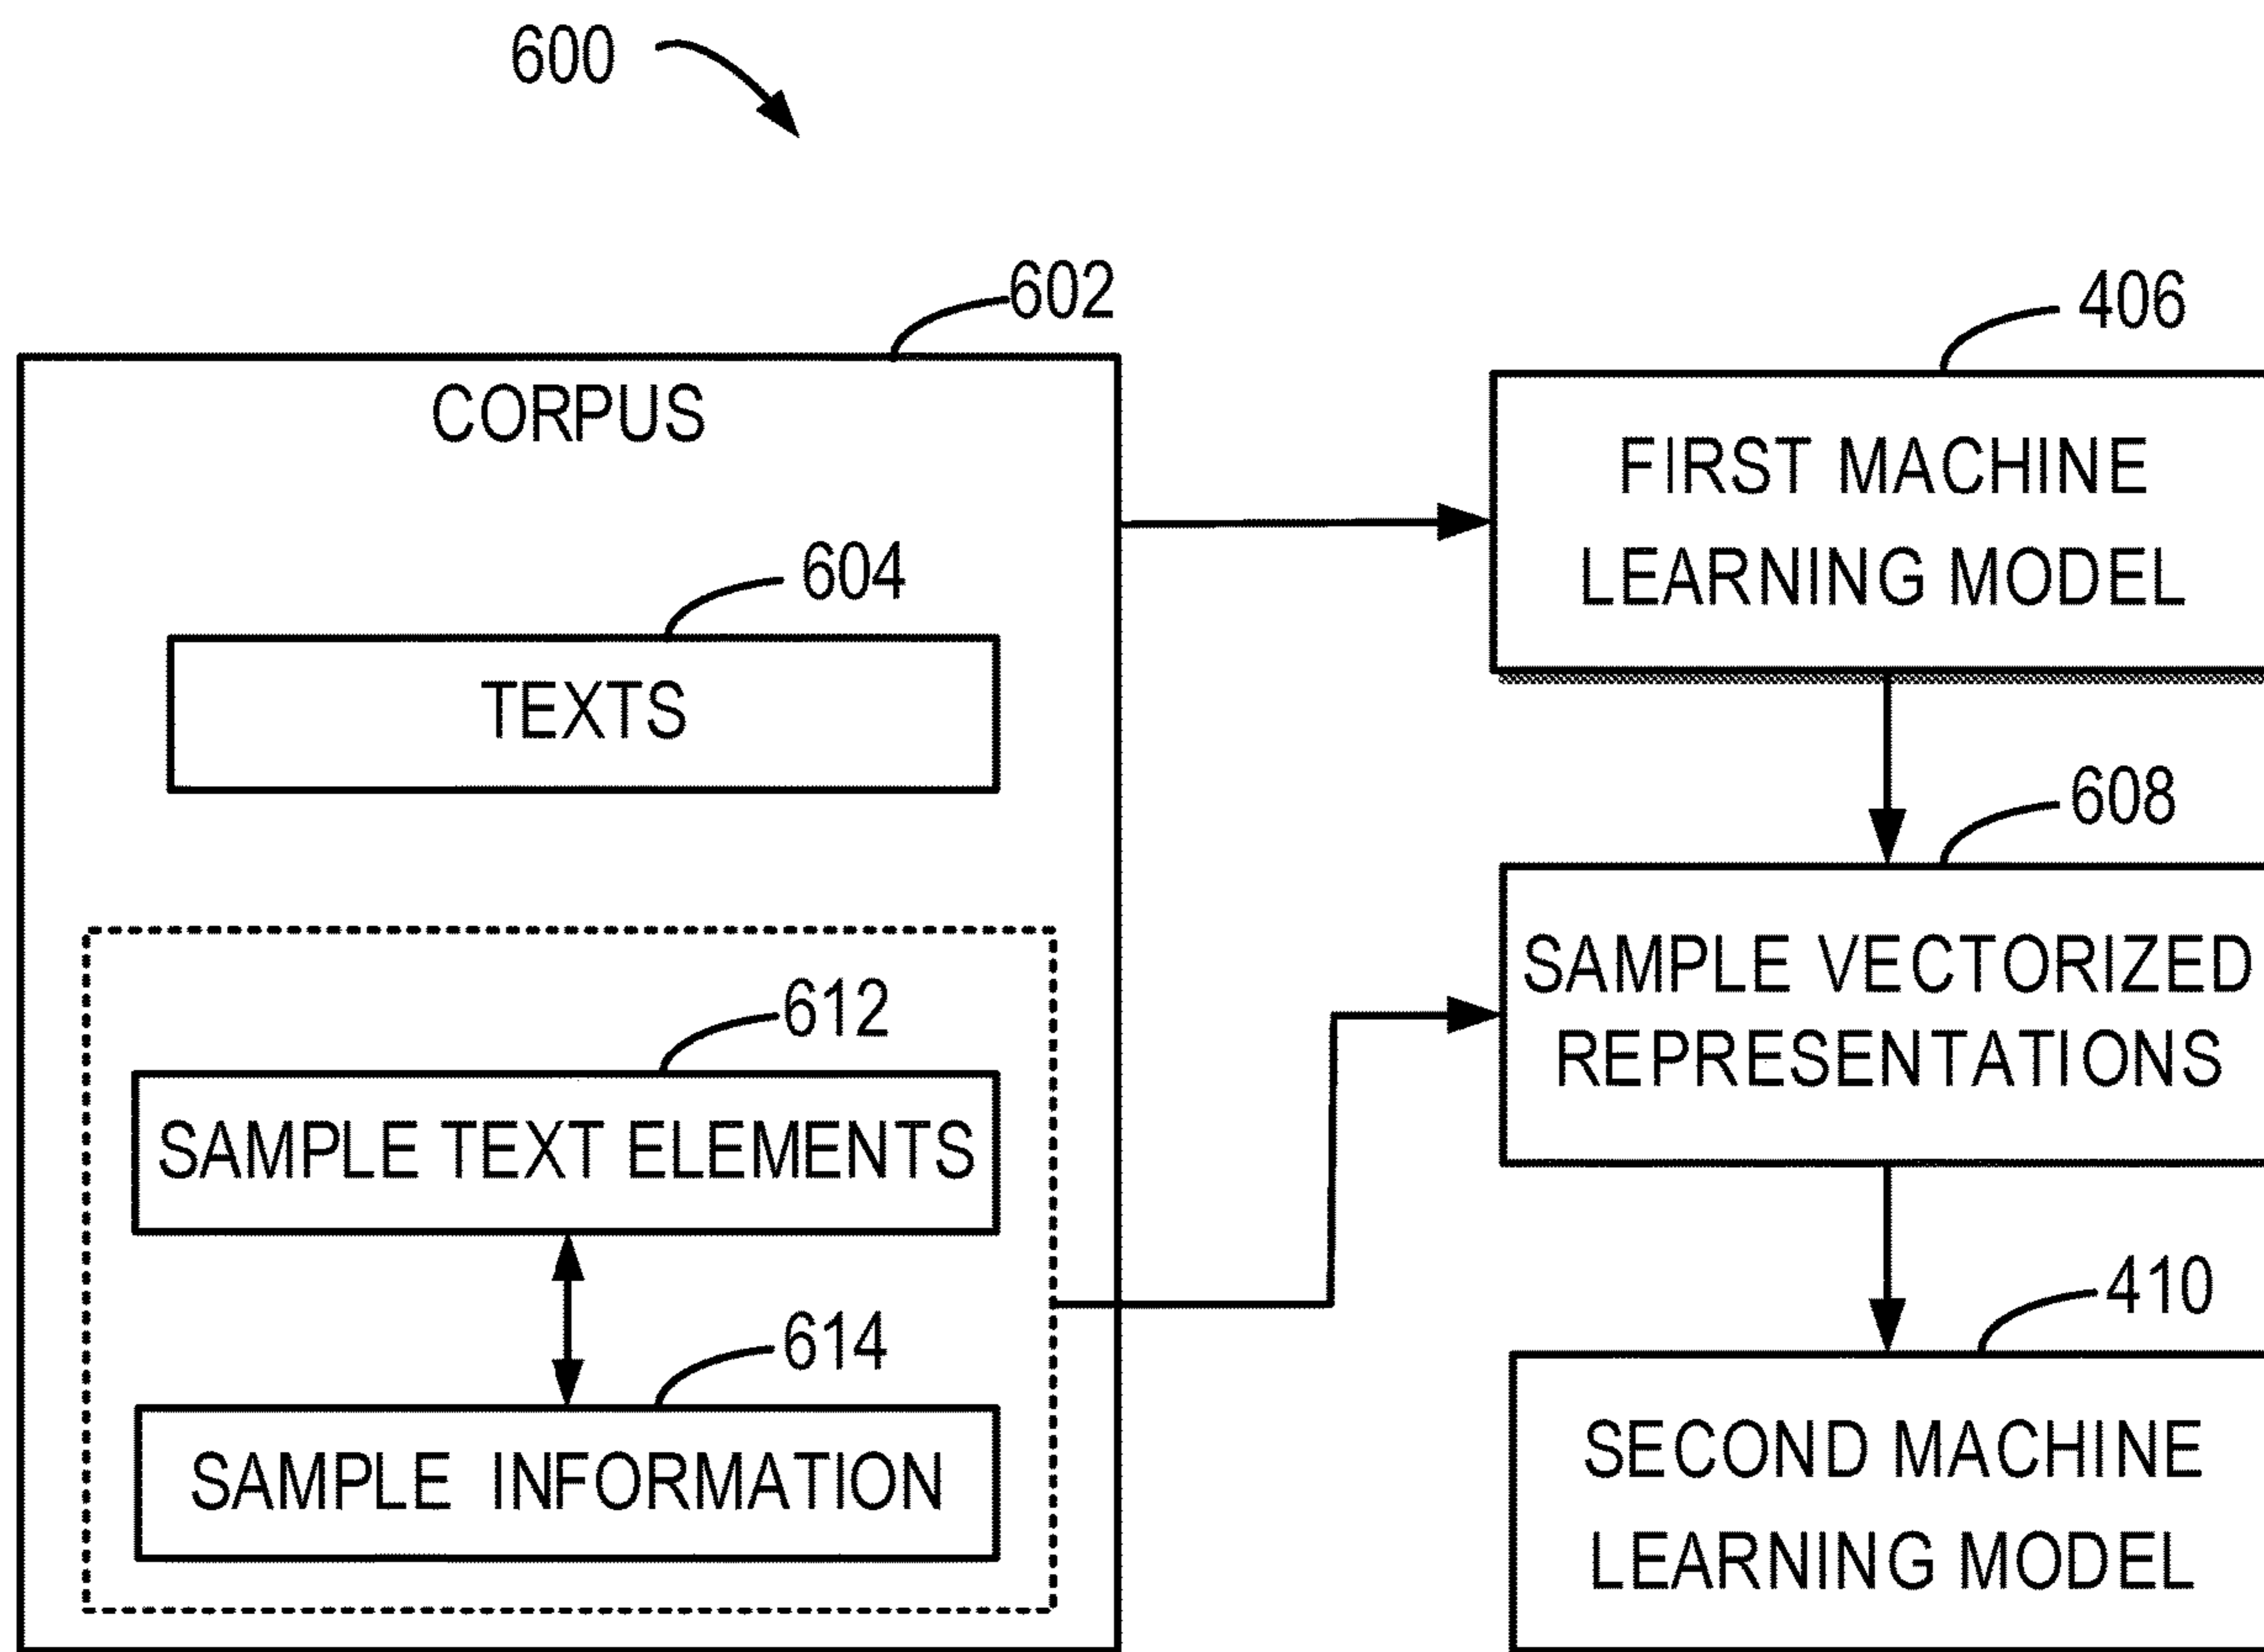 600
602
CORPUS
604
TEXTS
612
SAMPLE TEXT ELEMENTS
614
SAMPLE INFORMATION
406
FIRST MACHINE
LEARNING MODEL
608
SAMPLE VECTORIZED
REPRESENTATIONS
410
SECOND MACHINE
LEARNING MODEL